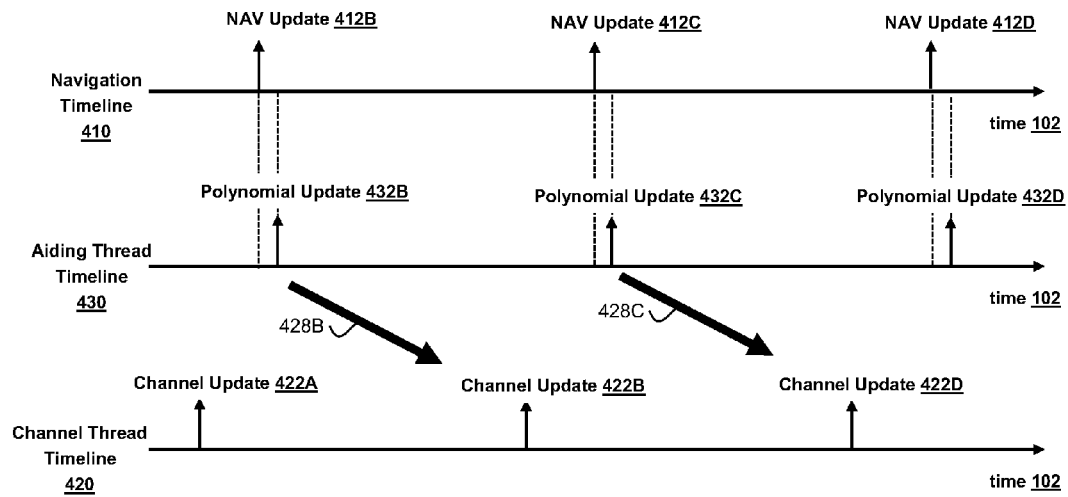 NAV Update 412B
NAV Update 412C
NAV Update 412D
Navigation
Timeline
410
time 102
Polynomial Update 432B
Polynomial Update 432C
Polynomial Update 432D
Aiding Thread
Timeline
430
time 102
428B
428C
Channel Update 422A
Channel Update 422B
Channel Update 422D
Channel Thread
Timeline
420
time 102